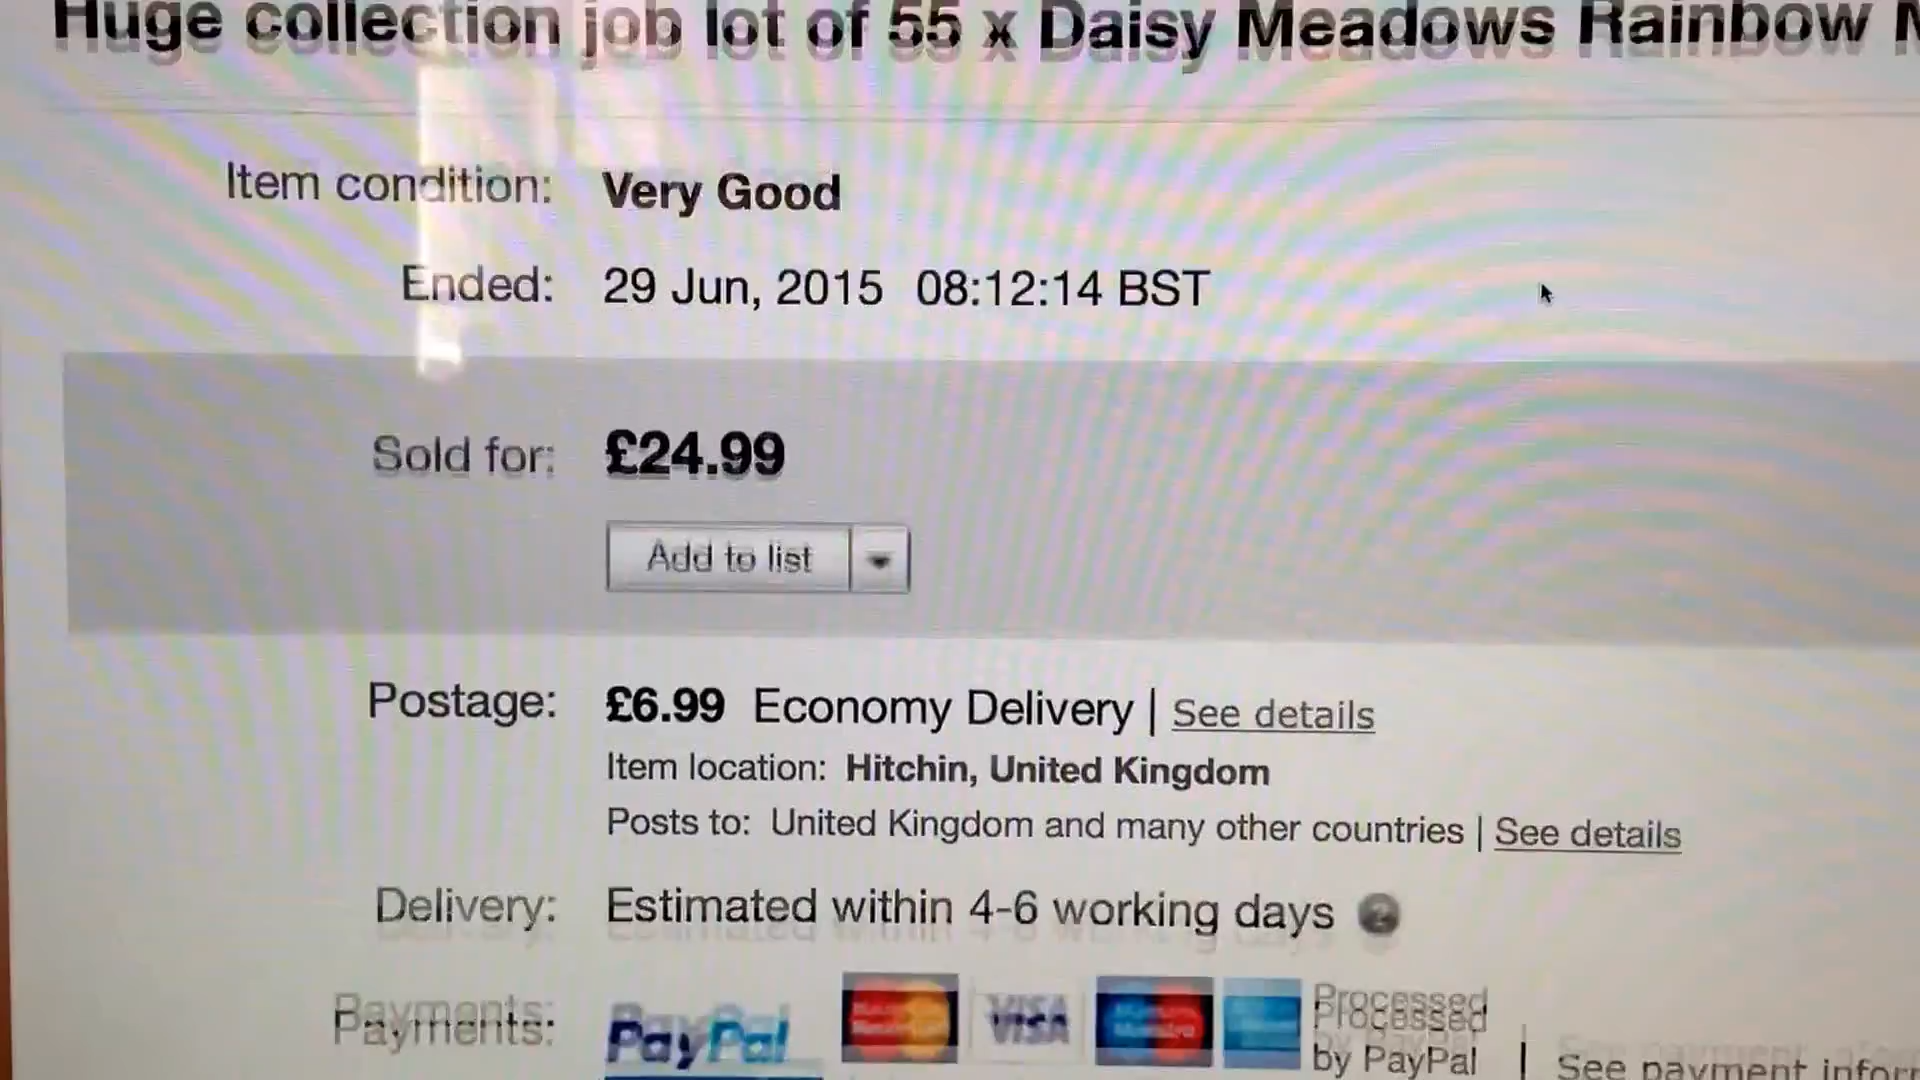 Huge collection job lot of 55 x Daisy Meadows Rainbow
Item condition: Very Good
Ended: 29 Jun, 2015 08:12:14 BST
Sold for: £24.99
Add to list
Postage: £6.99 Economy Delivery | See details
Item location: Hitchin, United Kingdom
Posts to: United Kingdom and many other countries | See details
Delivery: Estimated within 4-6 working days
Payments: PayPal VISA Processed
by PayPal | See payment